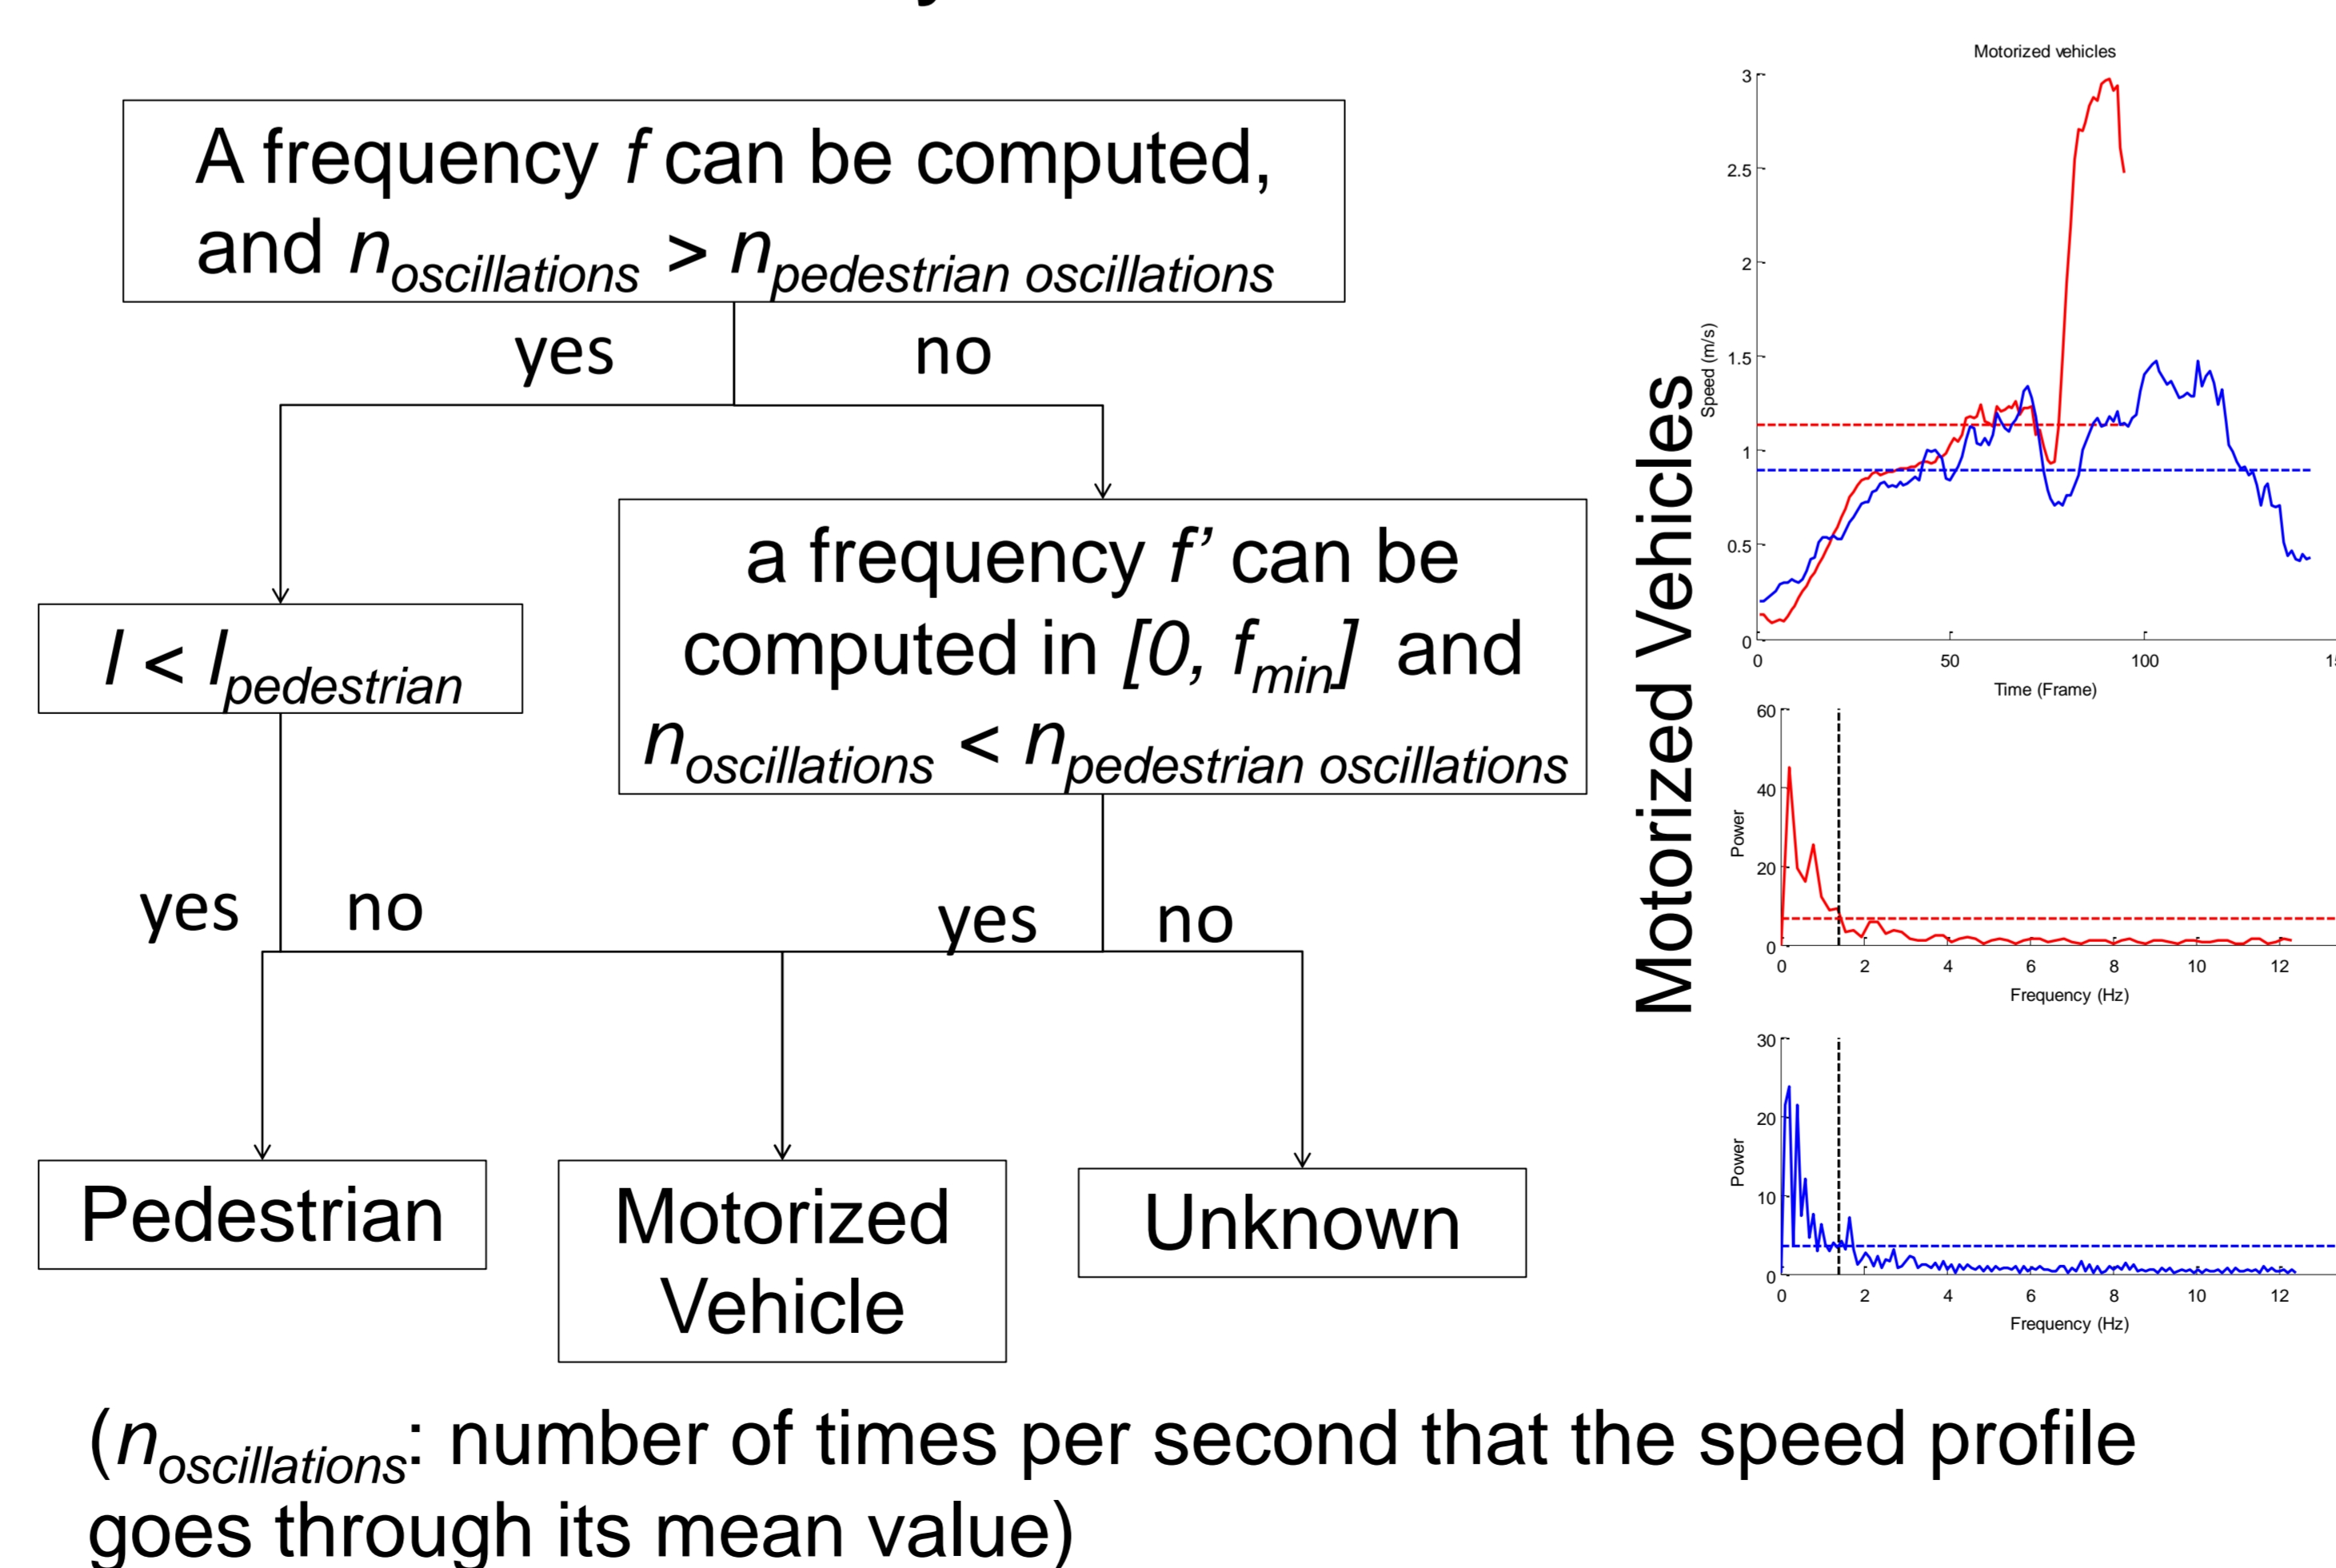 A frequency f can be computed,
and n_oscillations > n_pedestrian oscillations
yes no
l < l_pedestrian
a frequency f’ can be
computed in [0, f_min] and
n_oscillations < n_pedestrian oscillations
yes no
yes no
Pedestrian
Motorized
Vehicle
Unknown
(n_oscillations: number of times per second that the speed profile
goes through its mean value)
Motorized Vehicles
Motorized vehicles
Speed (m/s)
3
2.5
2
1.5
1
0.5
0
0 50 100
Time (Frame)
Power
60
40
20
0
0 2 4 6 8 10 12
Frequency (Hz)
Power
30
20
10
0
0 2 4 6 8 10 12
Frequency (Hz)